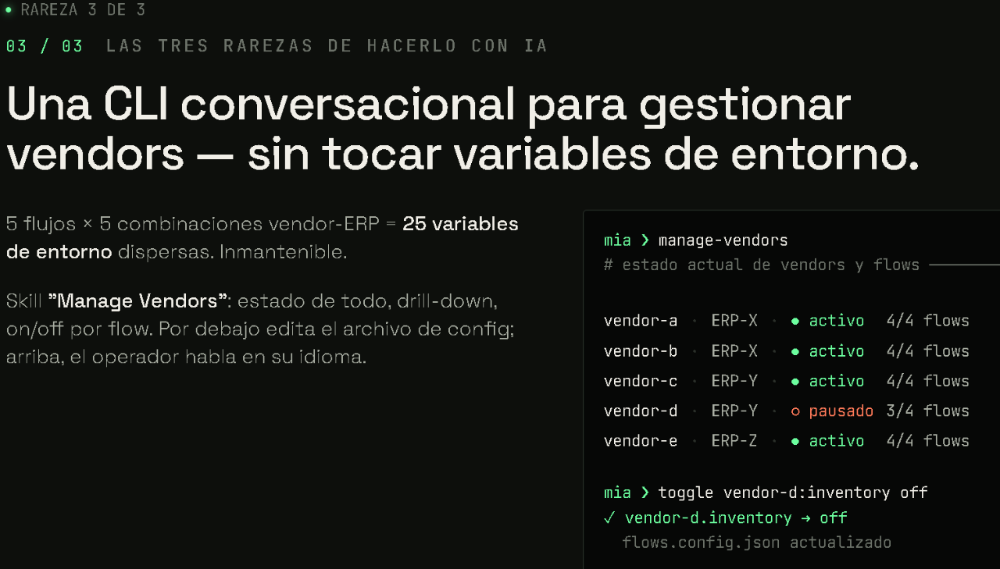 • RAREZA 3 DE 3
03 / 03 LAS TRES RAREZAS DE HACERLO CON IA
Una CLI conversacional para gestionar
vendors — sin tocar variables de entorno.
5 flujos × 5 combinaciones vendor-ERP = 25 variables
de entorno dispersas. Inmantenible.
Skill ”Manage Vendors”: estado de todo, drill-down,
on/off por flow. Por debajo edita el archivo de config;
arriba, el operador habla en su idioma.
mia ❯ manage-vendors
# estado actual de vendors y flows
vendor-a · ERP-X · ● activo 4/4 flows
vendor-b · ERP-X · ● activo 4/4 flows
vendor-c · ERP-Y · ● activo 4/4 flows
vendor-d · ERP-Y · ○ pausado 3/4 flows
vendor-e · ERP-Z · ● activo 4/4 flows
mia ❯ toggle vendor-d:inventory off
✓ vendor-d.inventory → off
flows.config.json actualizado